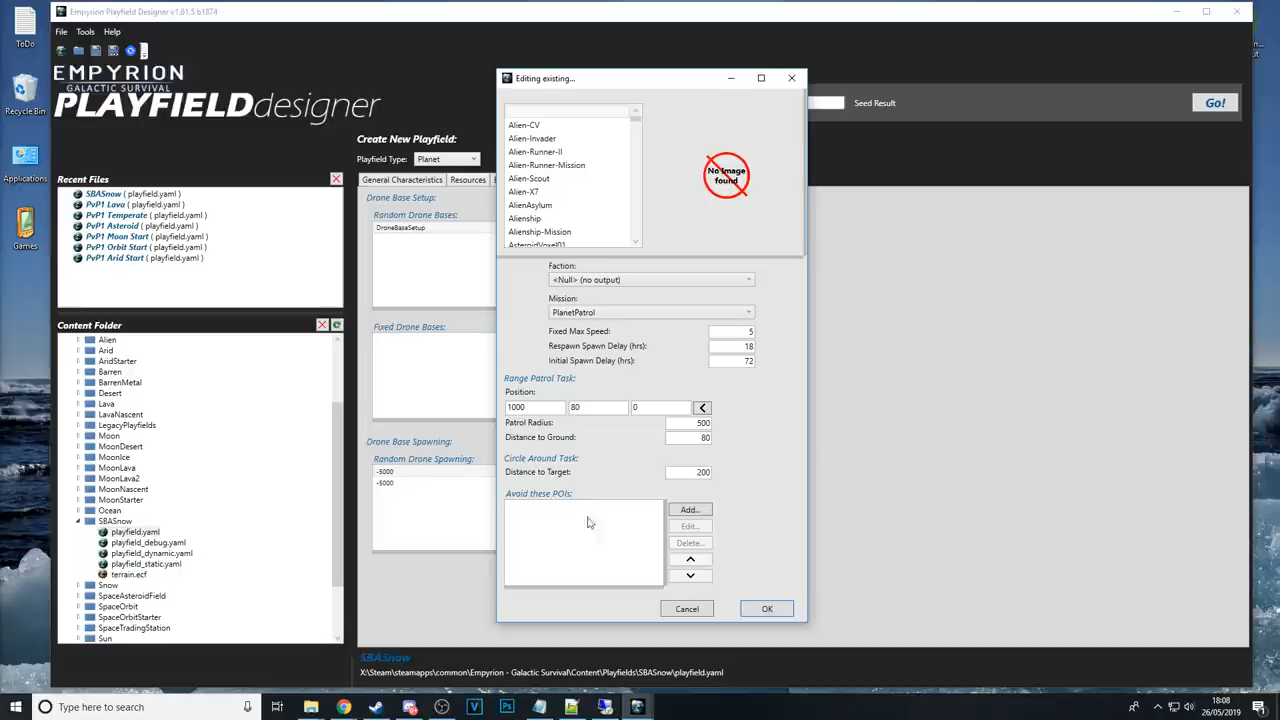 ToDo
Recycle Bin
Applications
Games
Empyrion Playfield Designer v1.61.5 b1874
File Tools Help
EMPYRION
GALACTIC SURVIVAL
PLAYFIELDdesigner
Seed Result
Go!
Create New Playfield:
Playfield Type: Planet
General Characteristics Resources
Recent Files
SBASnow ( playfield.yaml )
PvP1 Lava ( playfield.yaml )
PvP1 Temperate ( playfield.yaml )
PvP1 Asteroid ( playfield.yaml )
PvP1 Moon Start ( playfield.yaml )
PvP1 Orbit Start ( playfield.yaml )
PvP1 Arid Start ( playfield.yaml )
Content Folder
Alien
Arid
AridStarter
Barren
BarrenMetal
Desert
Lava
LavaNascent
LegacyPlayfields
Moon
MoonDesert
MoonIce
MoonLava
MoonLava2
MoonNascent
MoonStarter
Ocean
SBASnow
playfield.yaml
playfield_debug.yaml
playfield_dynamic.yaml
playfield_static.yaml
terrain.ecf
Snow
SpaceAsteroidField
SpaceOrbit
SpaceOrbitStarter
SpaceTradingStation
Sun
Drone Base Setup:
Random Drone Bases:
DroneBaseSetup
Fixed Drone Bases:
Drone Base Spawning:
Random Drone Spawning:
-5000
-5000
Editing existing...
Alien-CV
Alien-Invader
Alien-Runner-II
Alien-Runner-Mission
Alien-Scout
Alien-X7
AlienAsylum
Alienship
Alienship-Mission
AsteroidVoxel01
No Image
found
Faction:
<Null> (no output)
Mission:
PlanetPatrol
Fixed Max Speed: 5
Respawn Spawn Delay (hrs): 18
Initial Spawn Delay (hrs): 72
Range Patrol Task:
Position:
1000 80 0 <
Patrol Radius: 500
Distance to Ground: 80
Circle Around Task:
Distance to Target: 200
Avoid these POIs:
Add...
Edit...
Delete...
Cancel OK
SBASnow
X:\Steam\steamapps\common\Empyrion - Galactic Survival\Content\Playfields\SBASnow\playfield.yaml
Type here to search
18:08
26/05/2019